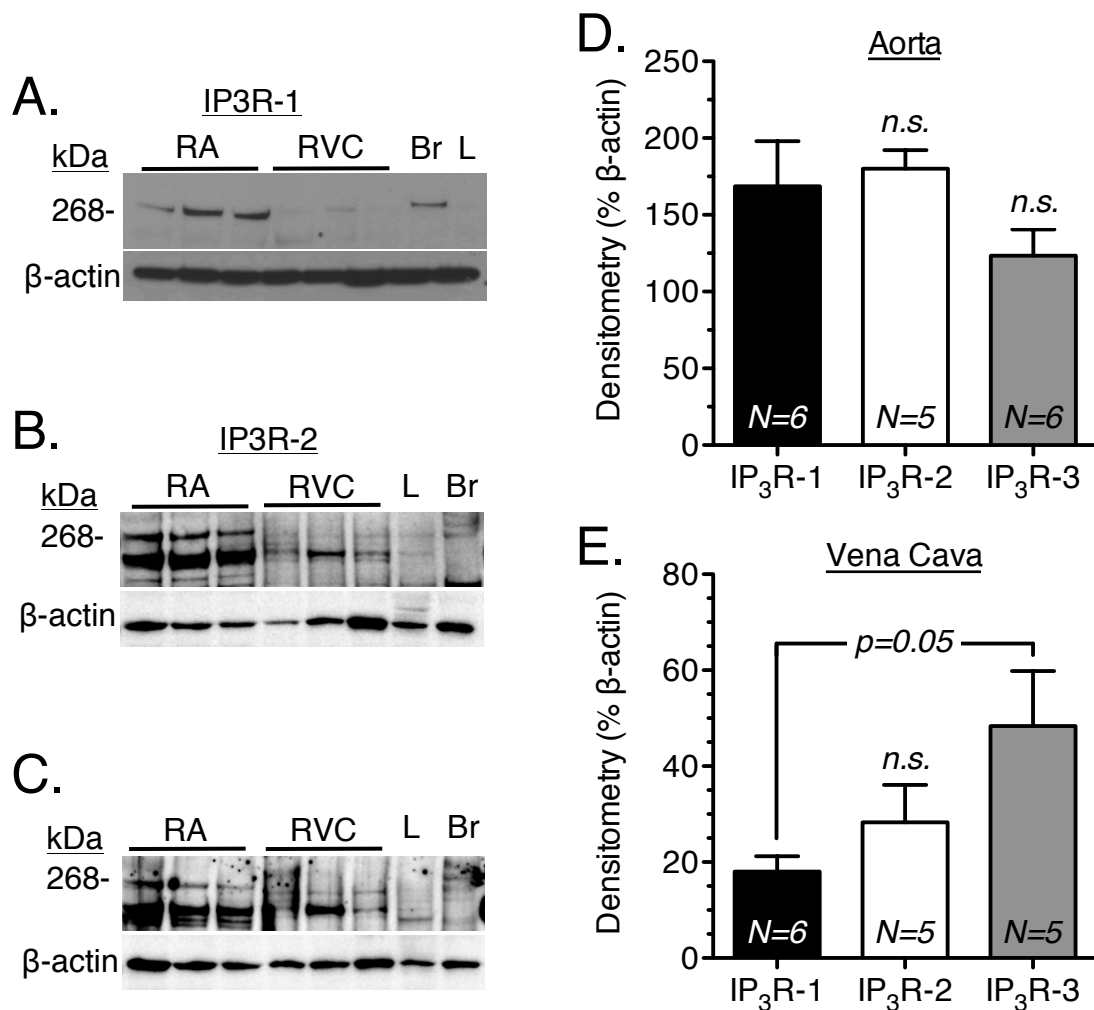 A.
IP3R-1
kDa RA RVC Br L
268-
β-actin
B.
IP3R-2
kDa RA RVC L Br
268-
β-actin
C.
kDa RA RVC L Br
268-
β-actin
D.
Aorta
Densitometry (% β-actin)
250
200
150
100
50
0
n.s.
n.s.
N=6 N=5 N=6
IP₃R-1 IP₃R-2 IP₃R-3
E.
Vena Cava
Densitometry (% β-actin)
80
60
40
20
0
p=0.05
n.s.
N=6 N=5 N=5
IP₃R-1 IP₃R-2 IP₃R-3